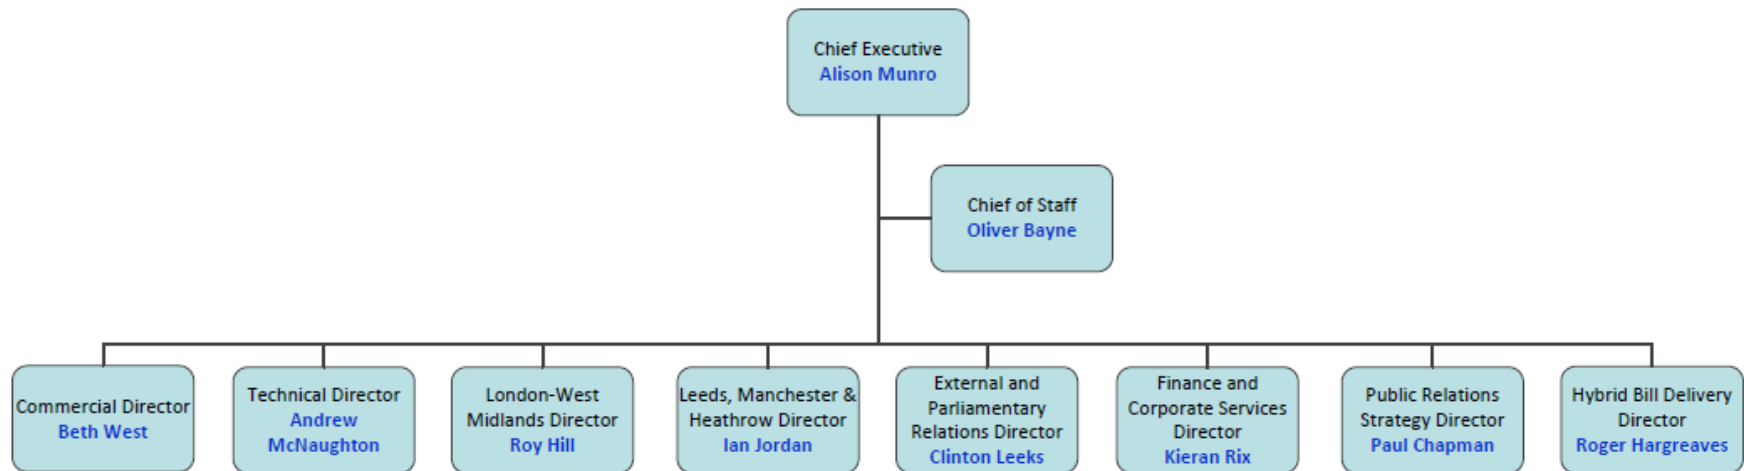 Chief Executive
Alison Munro
Chief of Staff
Oliver Bayne
Commercial Director
Beth West
Technical Director
Andrew
McNaughton
London-West
Midlands Director
Roy Hill
Leeds, Manchester &
Heathrow Director
Ian Jordan
External and
Parliamentary
Relations Director
Clinton Leeks
Finance and
Corporate Services
Director
Kieran Rix
Public Relations
Strategy Director
Paul Chapman
Hybrid Bill Delivery
Director
Roger Hargreaves